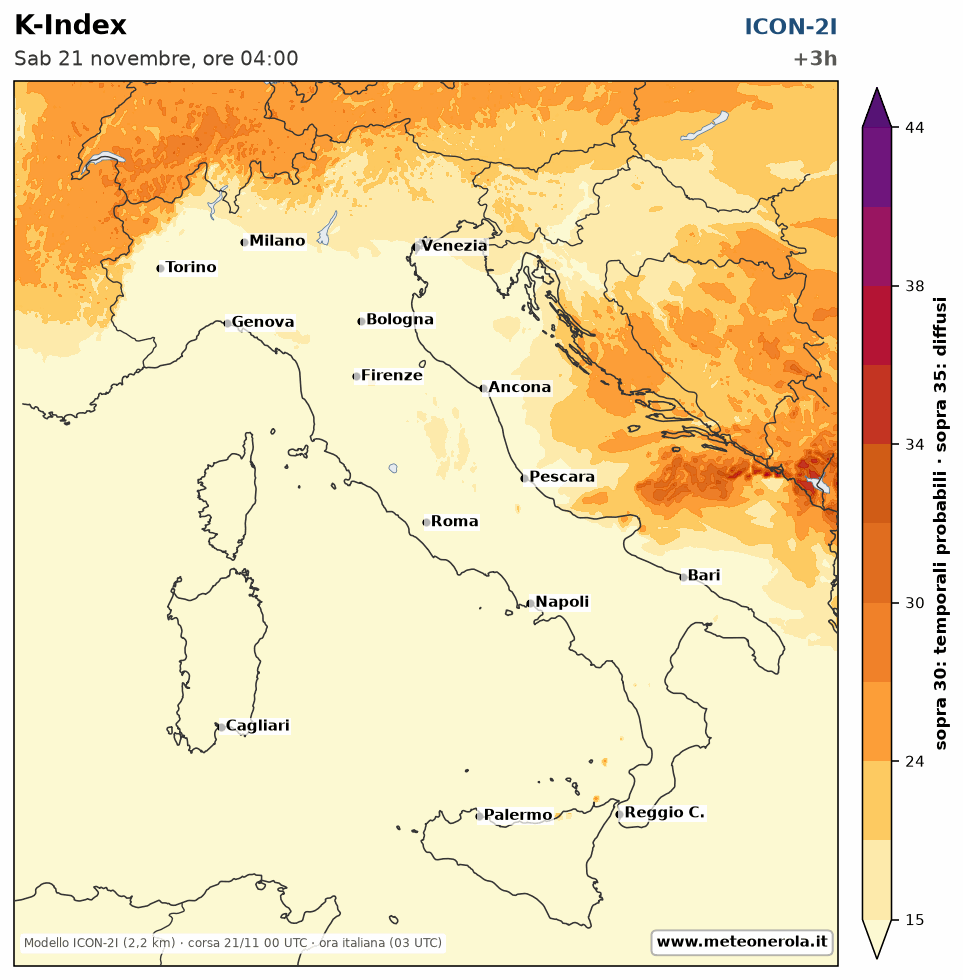 K-Index
ICON-2I
Sab 21 novembre, ore 04:00
+3h
Milano
Venezia
Torino
Genova
Bologna
Firenze
Ancona
Pescara
Roma
Bari
Napoli
Cagliari
Palermo
Reggio C.
44
38
34
30
24
15
sopra 30: temporali probabili · sopra 35: diffusi
Modello ICON-2I (2,2 km) · corsa 21/11 00 UTC · ora italiana (03 UTC)
www.meteonerola.it